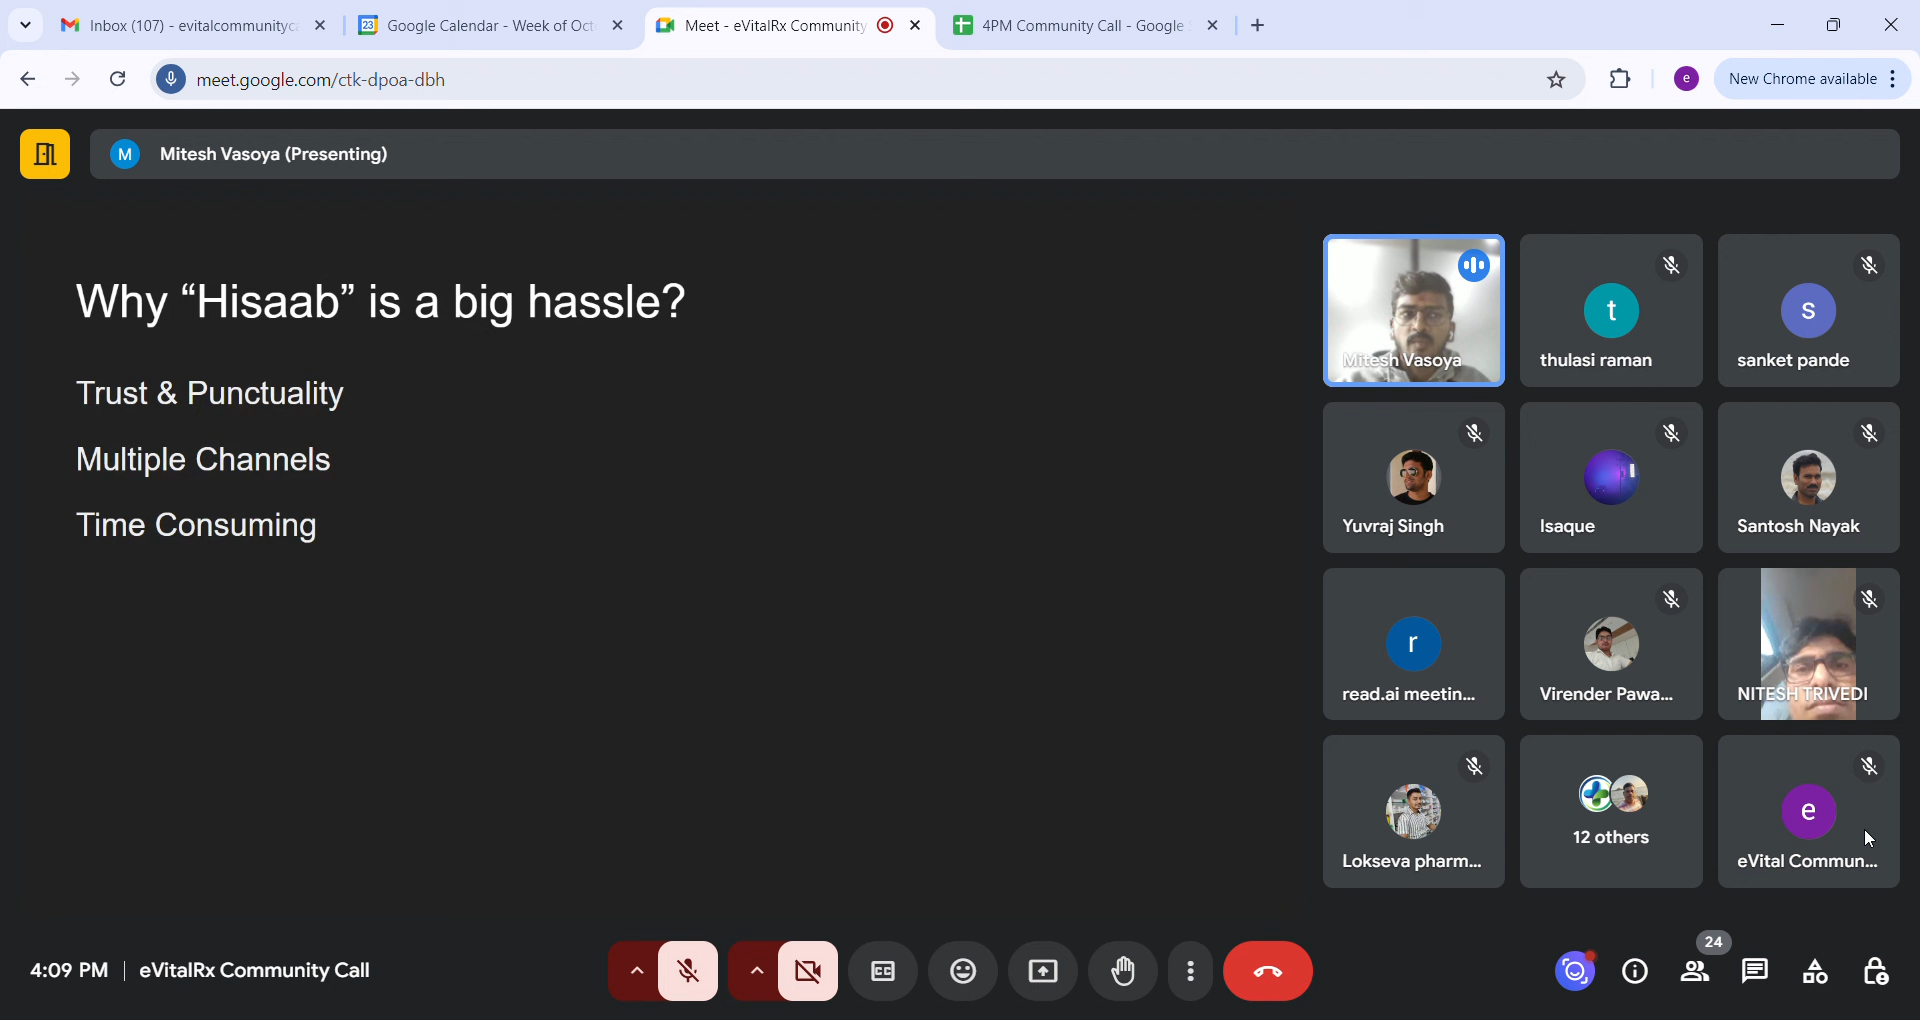 Inbox (107) - evitalcommunityc
Google Calendar - Week of Oct
Meet - eVitalRx Community
4PM Community Call - Google
meet.google.com/ctk-dpoa-dbh
e
New Chrome available
M
Mitesh Vasoya (Presenting)
Why “Hisaab” is a big hassle?
Trust & Punctuality
Multiple Channels
Time Consuming
Mitesh Vasoya
t
thulasi raman
s
sanket pande
Yuvraj Singh
Isaque
Santosh Nayak
r
read.ai meetin...
Virender Pawa...
NITESH TRIVEDI
Lokseva pharm...
12 others
e
eVital Commun...
4:09 PM
eVitalRx Community Call
24